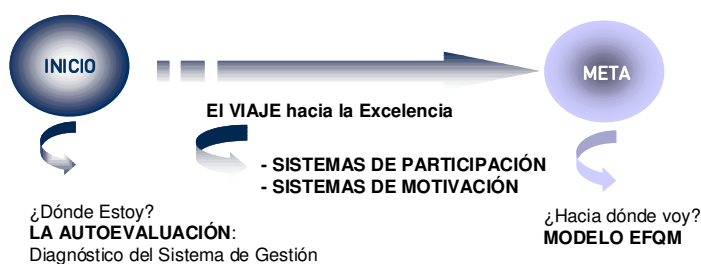 INICIO
META
El VIAJE hacia la Excelencia
- SISTEMAS DE PARTICIPACIÓN
- SISTEMAS DE MOTIVACIÓN
¿Dónde Estoy?
LA AUTOEVALUACIÓN:
Diagnóstico del Sistema de Gestión
¿Hacia dónde voy?
MODELO EFQM